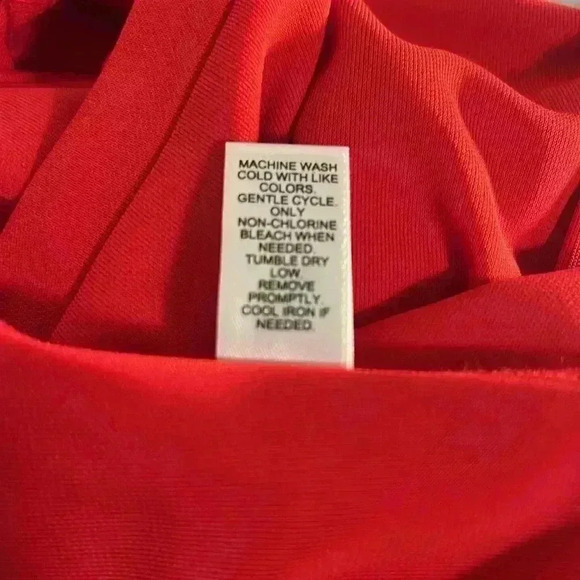 MACHINE WASH
COLD WITH LIKE
COLORS.
GENTLE CYCLE.
ONLY
NON-CHLORINE
BLEACH WHEN
NEEDED.
TUMBLE DRY
LOW.
REMOVE
PROMPTLY.
COOL IRON IF
NEEDED.